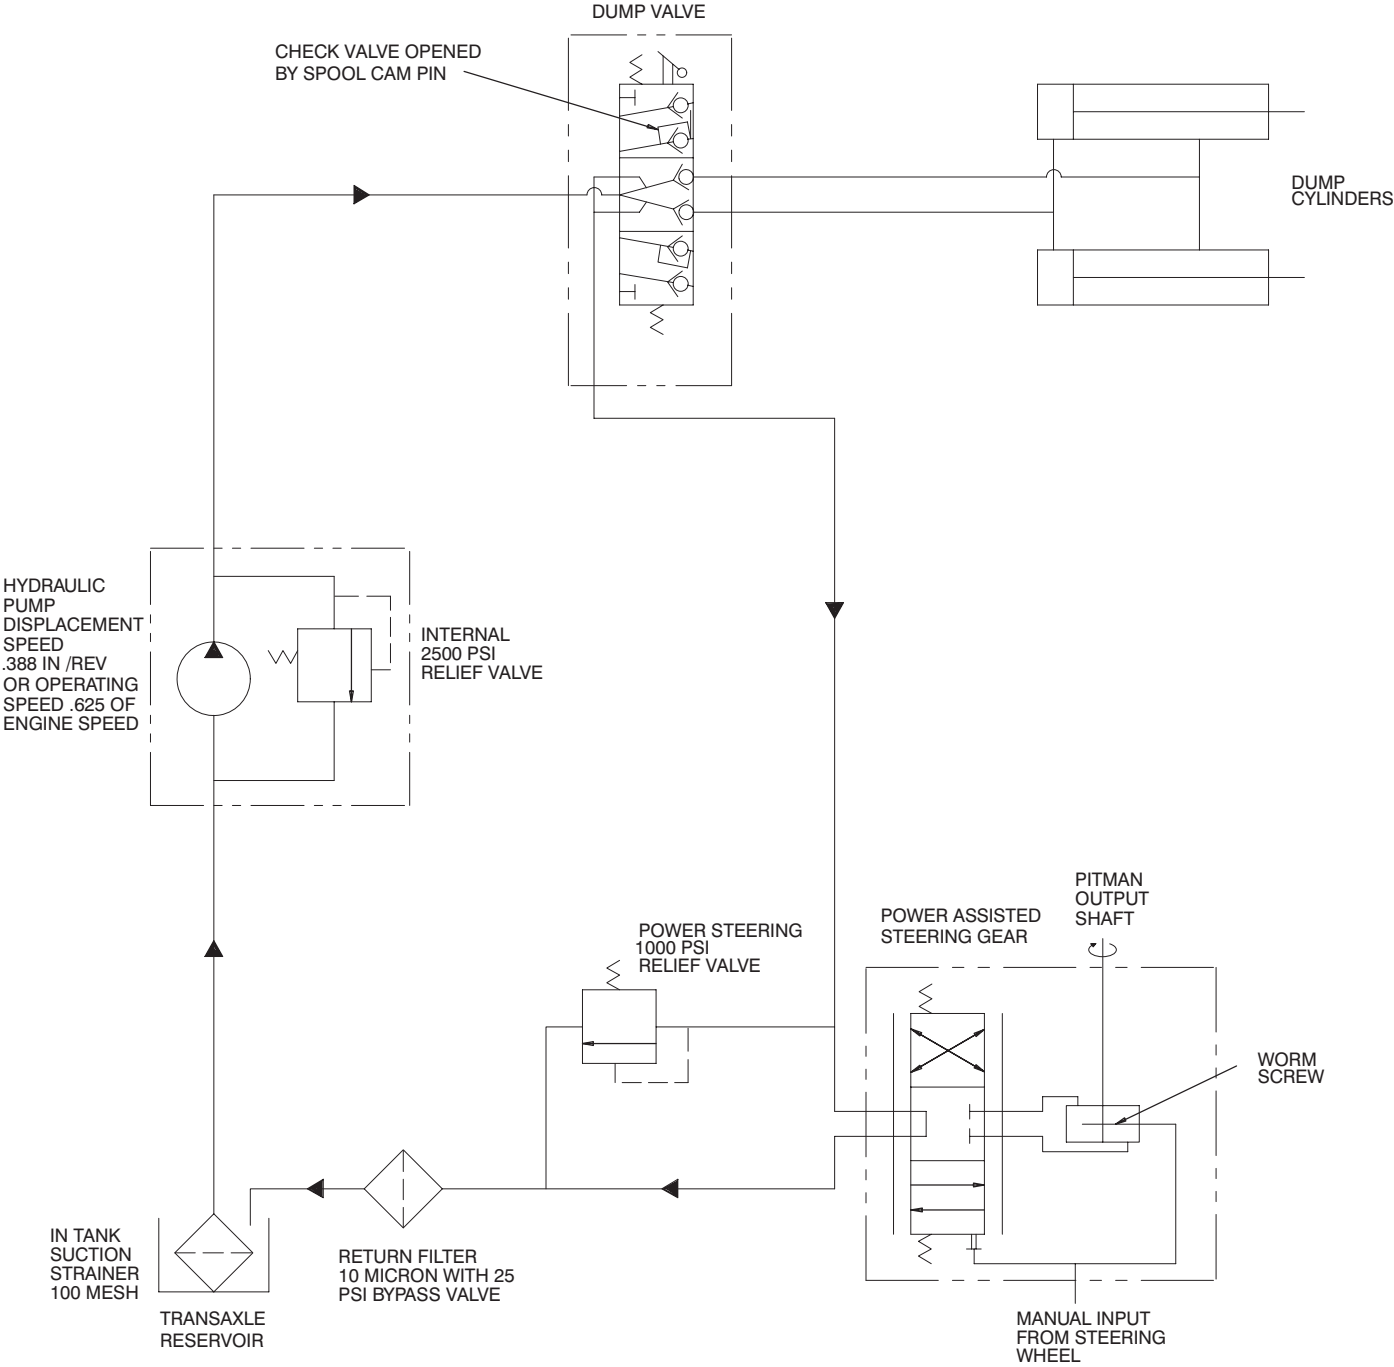 DUMP VALVE
CHECK VALVE OPENED
BY SPOOL CAM PIN
DUMP
CYLINDERS
HYDRAULIC
PUMP
DISPLACEMENT
SPEED
.388 IN /REV
OR OPERATING
SPEED .625 OF
ENGINE SPEED
INTERNAL
2500 PSI
RELIEF VALVE
PITMAN
OUTPUT
SHAFT
POWER ASSISTED
STEERING GEAR
POWER STEERING
1000 PSI
RELIEF VALVE
WORM
SCREW
IN TANK
SUCTION
STRAINER
100 MESH
TRANSAXLE
RESERVOIR
RETURN FILTER
10 MICRON WITH 25
PSI BYPASS VALVE
MANUAL INPUT
FROM STEERING
WHEEL